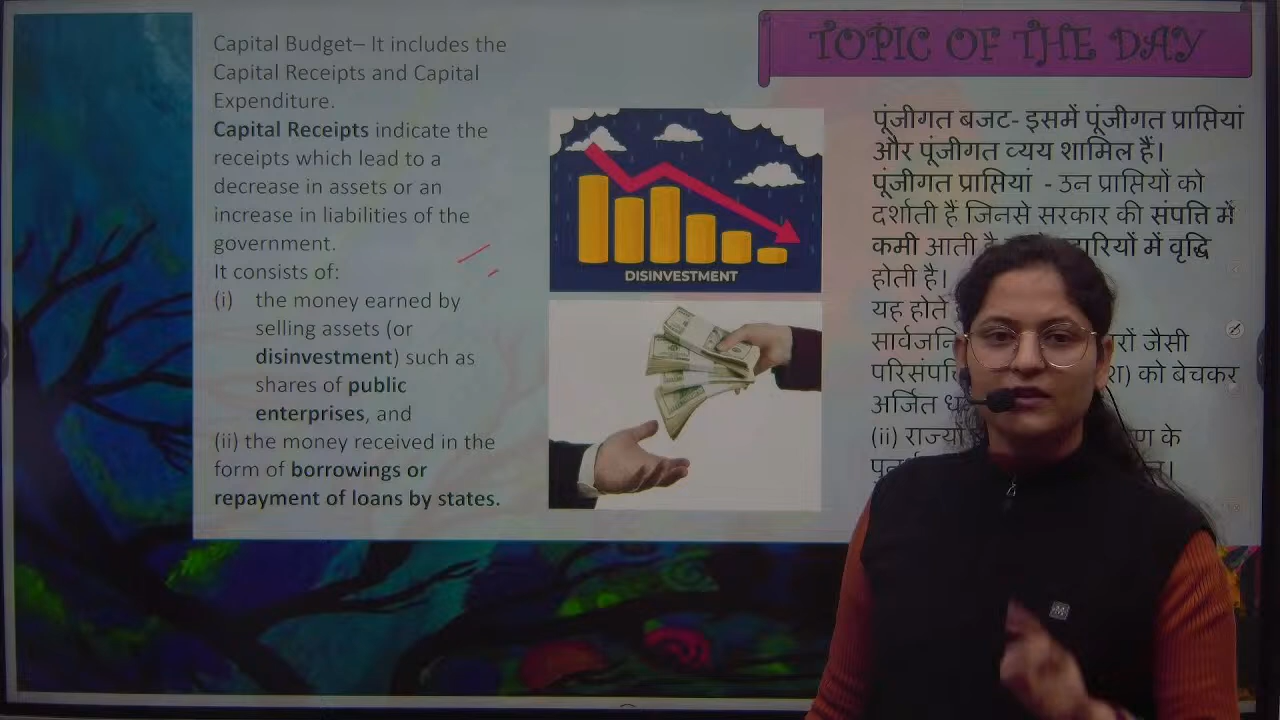 TOPIC OF THE DAY
Capital Budget– It includes the
Capital Receipts and Capital
Expenditure.
Capital Receipts indicate the
receipts which lead to a
decrease in assets or an
increase in liabilities of the
government.
It consists of:
(i) the money earned by
selling assets (or
disinvestment) such as
shares of public
enterprises, and
(ii) the money received in the
form of borrowings or
repayment of loans by states.
DISINVESTMENT
पूंजीगत बजट- इसमें पूंजीगत प्राप्तियां
और पूंजीगत व्यय शामिल हैं।
पूंजीगत प्राप्तियां - उन प्राप्तियों को
दर्शाती हैं जिनसे सरकार की संपत्ति में
कमी आती में वृद्धि
होती है।
यह होते
जैसी
को बेचकर
अर्जित
(ii) के